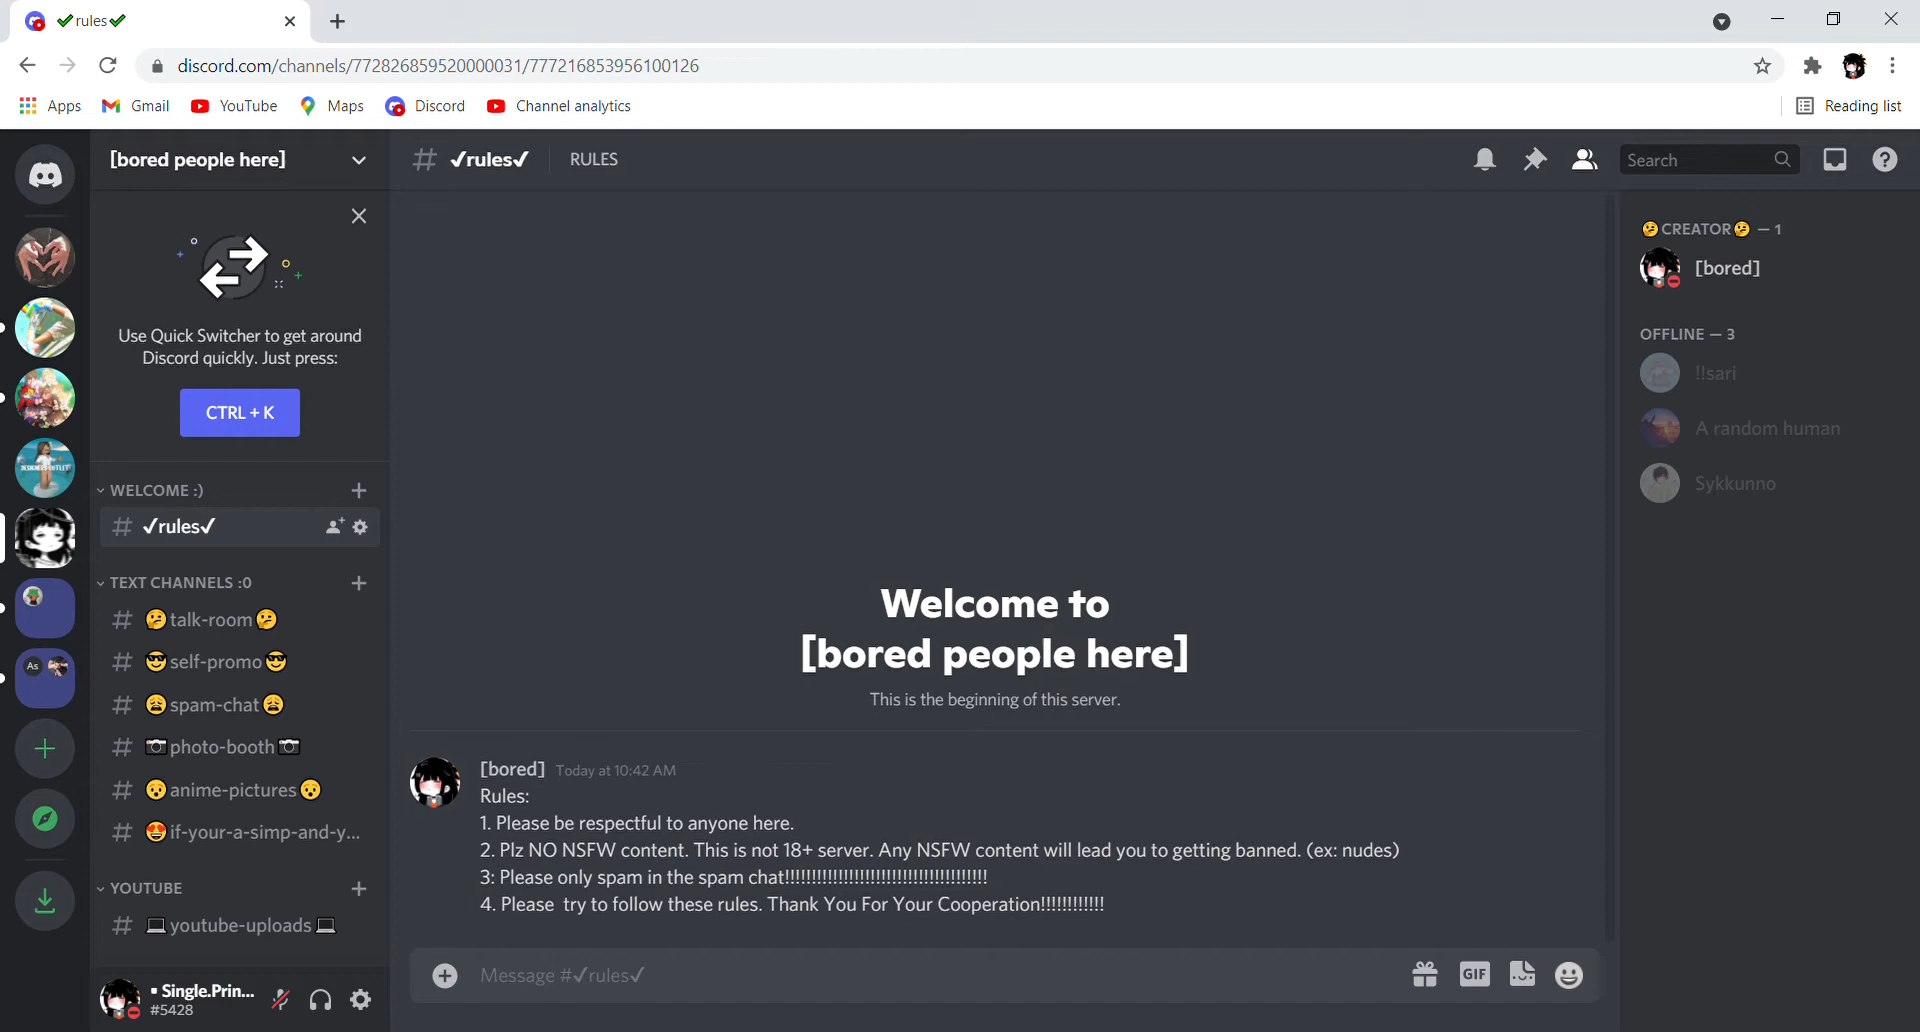 ✔rules✔
discord.com/channels/772826859520000031/777216853956100126
Apps
Gmail
YouTube
Maps
Discord
Channel analytics
Reading list
[bored people here]
Use Quick Switcher to get around
Discord quickly. Just press:
CTRL + K
WELCOME :)
# ✓rules✓
TEXT CHANNELS :0
# 🤔talk-room🤔
# 😎self-promo😎
# 😩spam-chat😩
# 📷photo-booth📷
# 😮anime-pictures😮
# 😍if-your-a-simp-and-y...
YOUTUBE
# 💻youtube-uploads💻
▪ Single.Prin...
#5428
As
# ✓rules✓
RULES
Search
Welcome to
[bored people here]
This is the beginning of this server.
[bored] Today at 10:42 AM
Rules:
1. Please be respectful to anyone here.
2. Plz NO NSFW content. This is not 18+ server. Any NSFW content will lead you to getting banned. (ex: nudes)
3: Please only spam in the spam chat!!!!!!!!!!!!!!!!!!!!!!!!!!!!!!!!!!!!!
4. Please  try to follow these rules. Thank You For Your Cooperation!!!!!!!!!!!!
Message #✓rules✓
GIF
🤔CREATOR🤔 — 1
[bored]
OFFLINE — 3
!!sari
A random human
Sykkunno